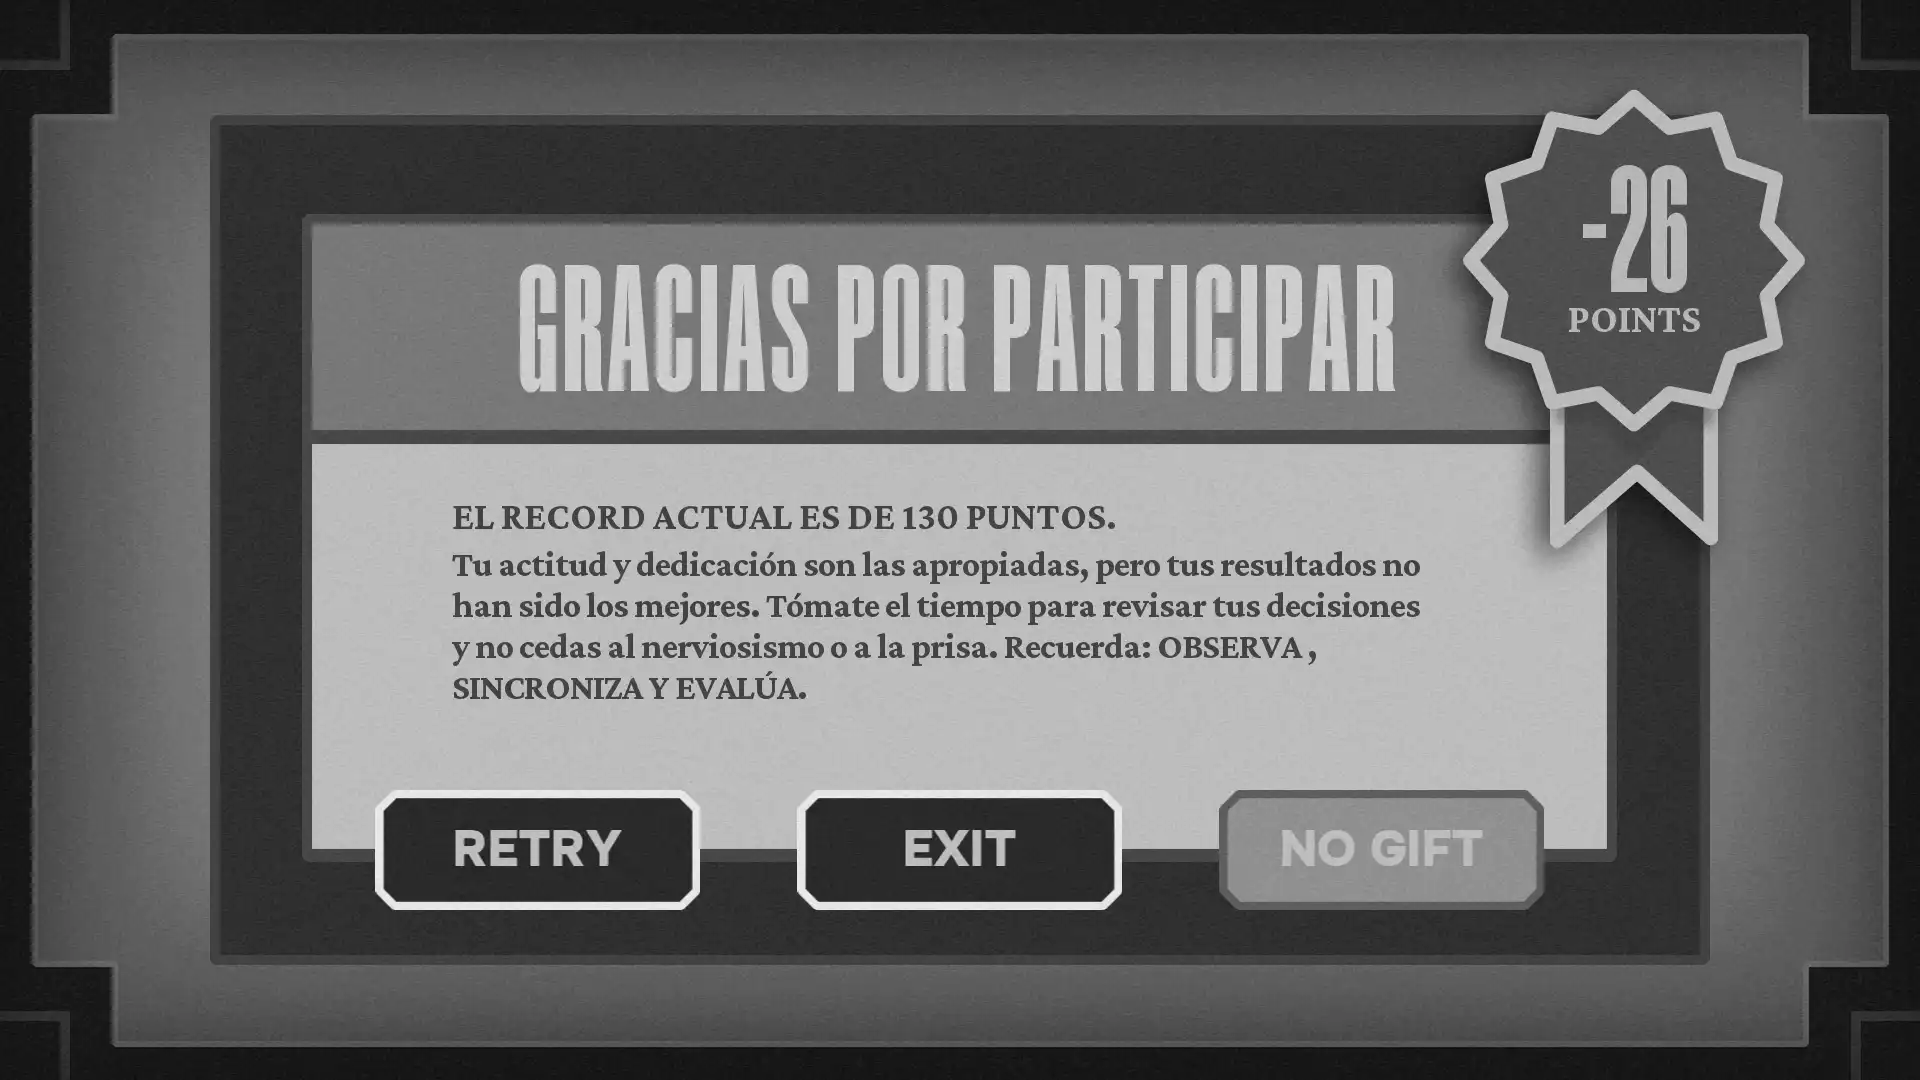 -26
POINTS
GRACIAS POR PARTICIPAR
EL RECORD ACTUAL ES DE 130 PUNTOS.
Tu actitud y dedicación son las apropiadas, pero tus resultados no
han sido los mejores. Tómate el tiempo para revisar tus decisiones
y no cedas al nerviosismo o a la prisa. Recuerda: OBSERVA ,
SINCRONIZA Y EVALÚA.
RETRY
EXIT
NO GIFT